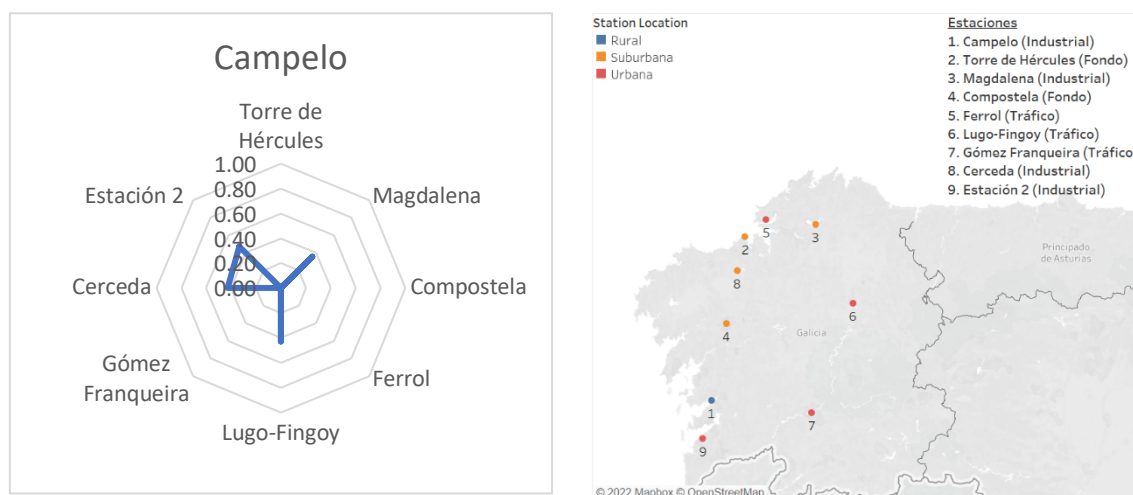 Campelo
Torre de
Hércules
1.00
0.80
0.60
0.40
0.20
0.00
Estación 2
Magdalena
Cerceda
Compostela
Gómez
Franqueira
Ferrol
Lugo-Fingoy
Station Location
Rural
Suburbana
Urbana
Estaciones
1. Campelo (Industrial)
2. Torre de Hércules (Fondo)
3. Magdalena (Industrial)
4. Compostela (Fondo)
5. Ferrol (Tráfico)
6. Lugo-Fingoy (Tráfico)
7. Gómez Franqueira (Tráfico
8. Cerceda (Industrial)
9. Estación 2 (Industrial)
5
3
2
8
6
4
Galicia
Principado
de Asturias
1
7
9
© 2022 Mapbox © OpenStreetMap